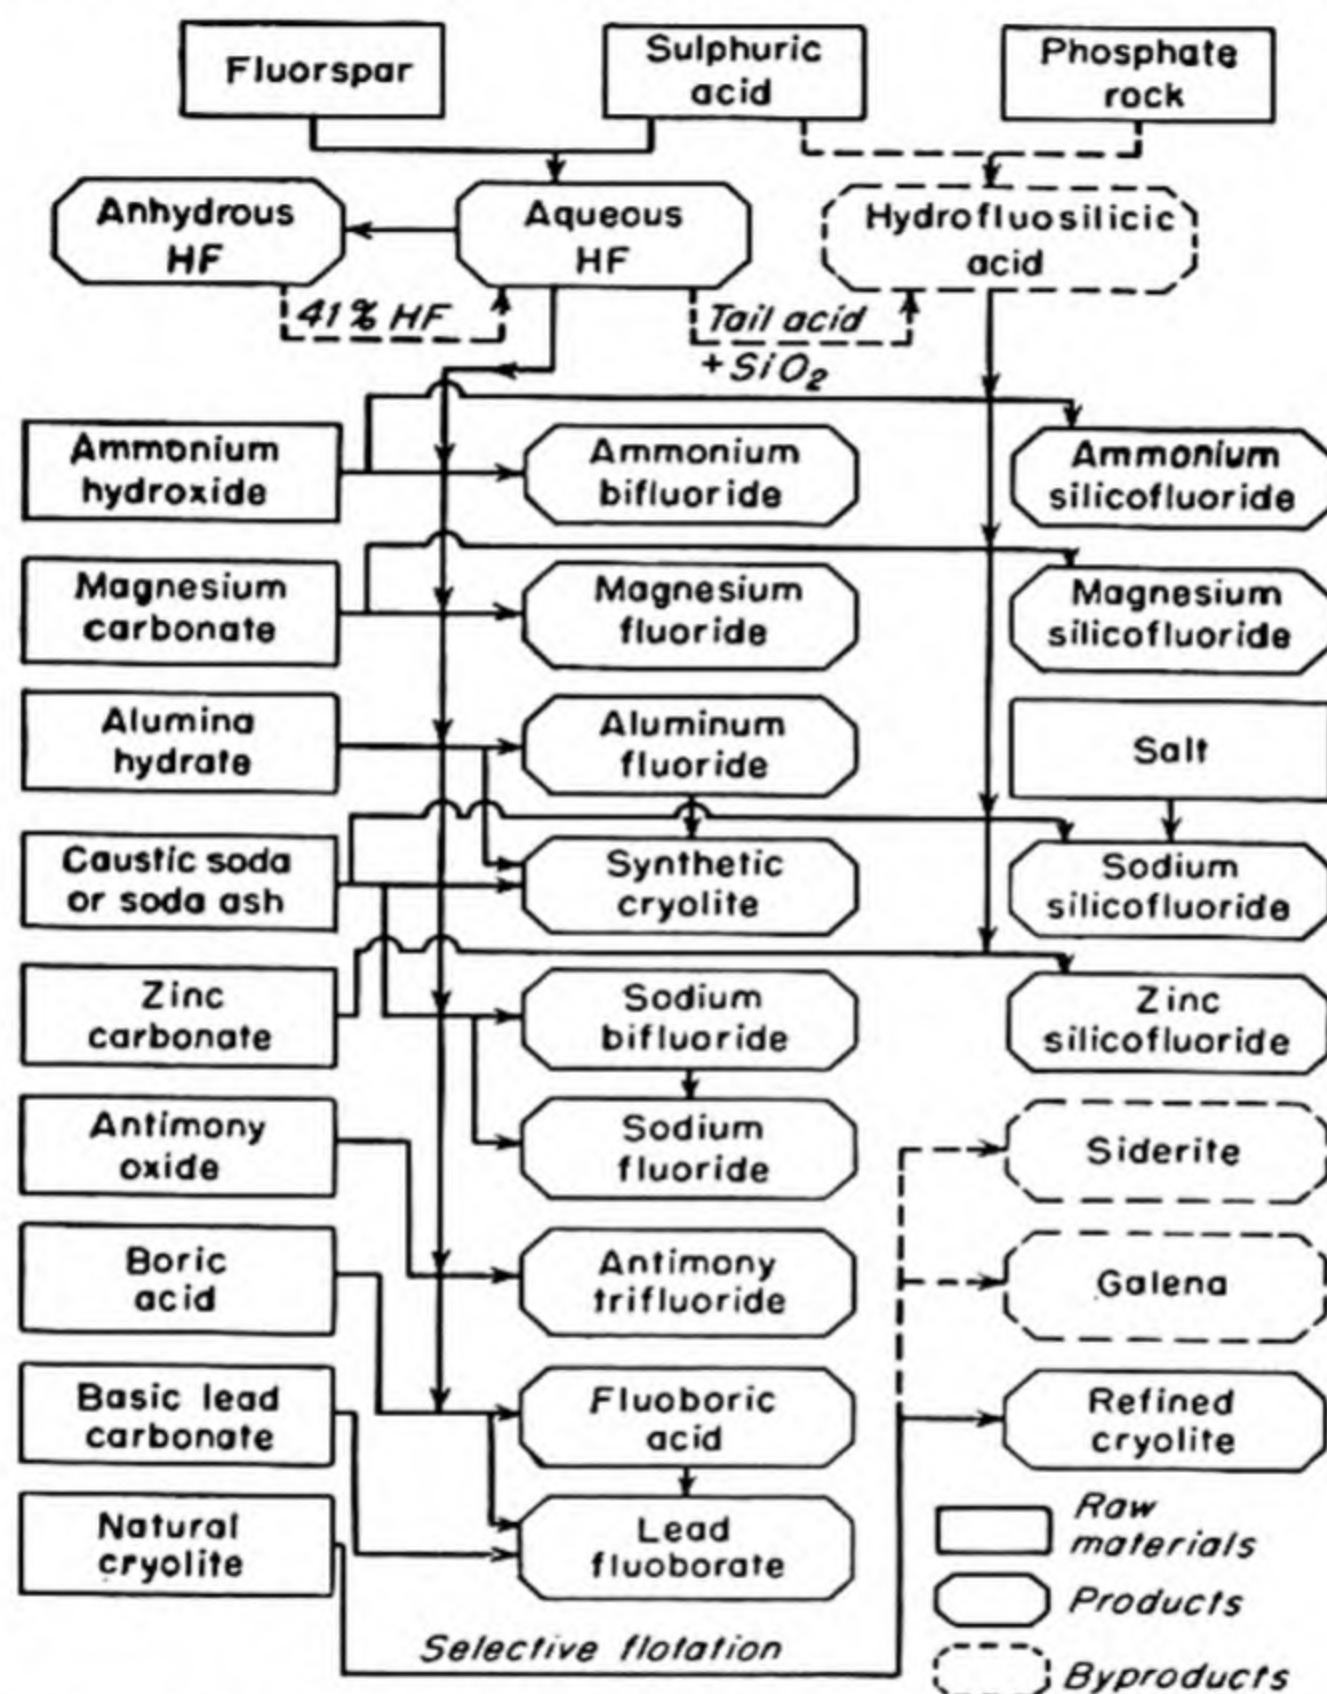 Fluorspar
Sulphuric
acid
Phosphate
rock
Anhydrous
HF
Aqueous
HF
Hydrofluosilicic
acid
41% HF
Tail acid
+ SiO₂
Ammonium
hydroxide
Ammonium
bifluoride
Ammonium
silicofluoride
Magnesium
carbonate
Magnesium
fluoride
Magnesium
silicofluoride
Alumina
hydrate
Aluminum
fluoride
Salt
Caustic soda
or soda ash
Synthetic
cryolite
Sodium
silicofluoride
Zinc
carbonate
Sodium
bifluoride
Zinc
silicofluoride
Antimony
oxide
Sodium
fluoride
Siderite
Boric
acid
Antimony
trifluoride
Galena
Basic lead
carbonate
Fluoboric
acid
Refined
cryolite
Natural
cryolite
Lead
fluoborate
Raw
materials
Products
Selective flotation
Byproducts